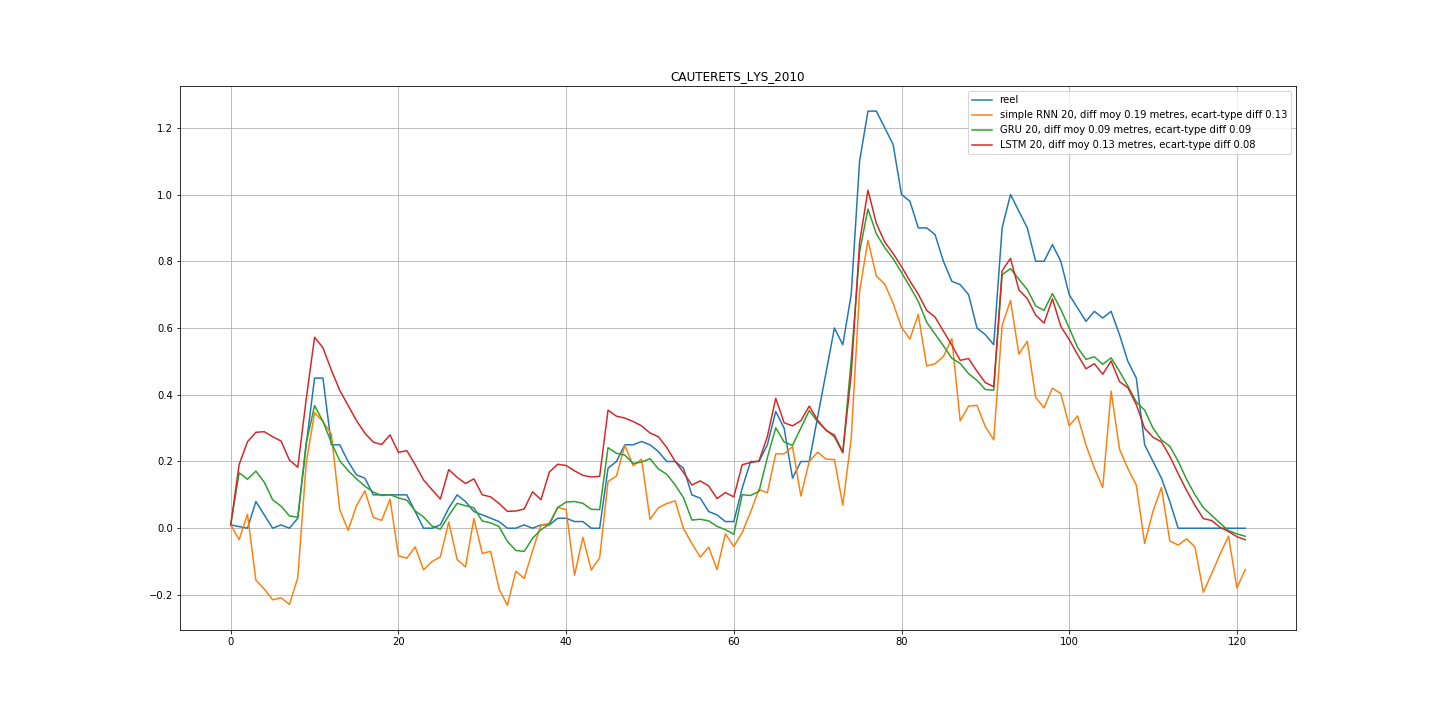 CAUTERETS_LYS_2010
reel
simple RNN 20, diff moy 0.19 metres, ecart-type diff 0.13
GRU 20, diff moy 0.09 metres, ecart-type diff 0.09
LSTM 20, diff moy 0.13 metres, ecart-type diff 0.08
1.2
1.0
0.8
0.6
0.4
0.2
0.0
−0.2
0 20 40 60 80 100 120